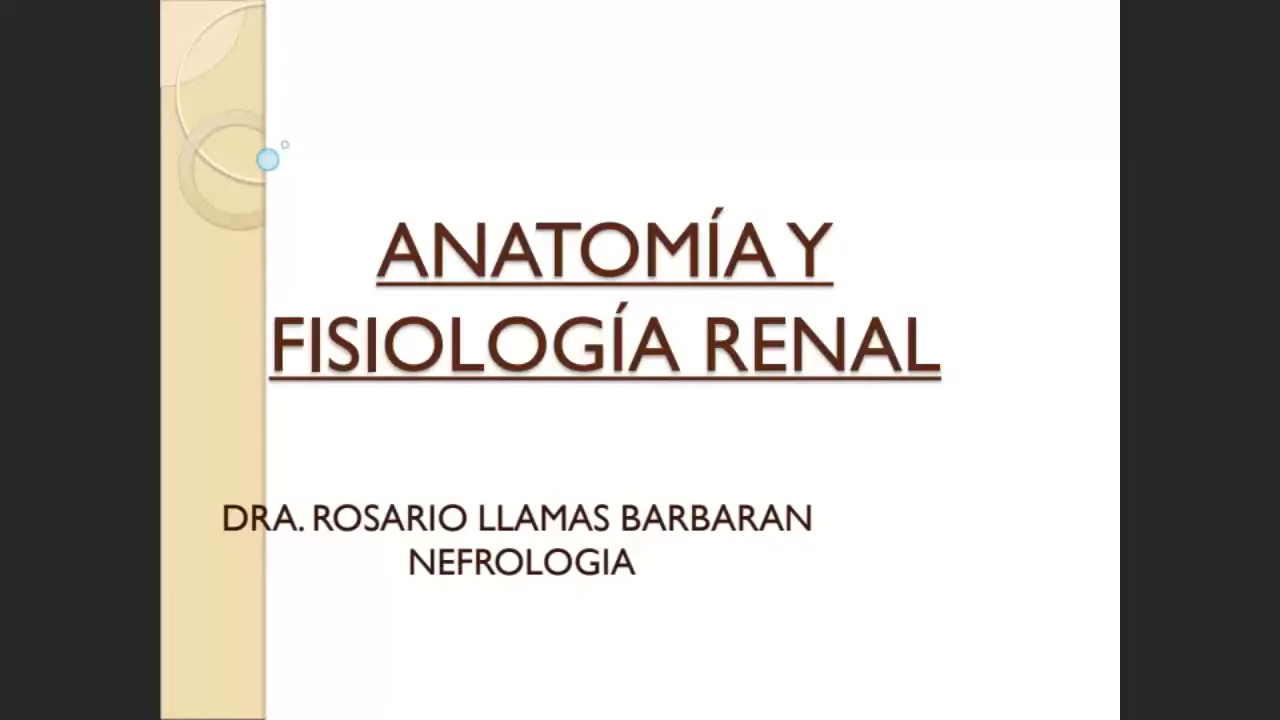 ANATOMÍA Y
FISIOLOGÍA RENAL
DRA. ROSARIO LLAMAS BARBARAN
NEFROLOGIA